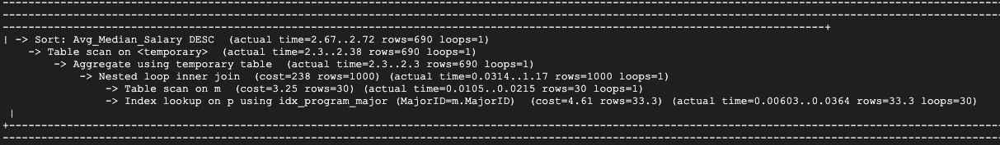 | -> Sort: Avg_Median_Salary DESC  (actual time=2.67..2.72 rows=690 loops=1)
-> Table scan on <temporary>  (actual time=2.3..2.38 rows=690 loops=1)
-> Aggregate using temporary table  (actual time=2.3..2.3 rows=690 loops=1)
-> Nested loop inner join  (cost=238 rows=1000) (actual time=0.0314..1.17 rows=1000 loops=1)
-> Table scan on m  (cost=3.25 rows=30) (actual time=0.0105..0.0215 rows=30 loops=1)
-> Index lookup on p using idx_program_major (MajorID=m.MajorID)  (cost=4.61 rows=33.3) (actual time=0.00603..0.0364 rows=33.3 loops=30)
|